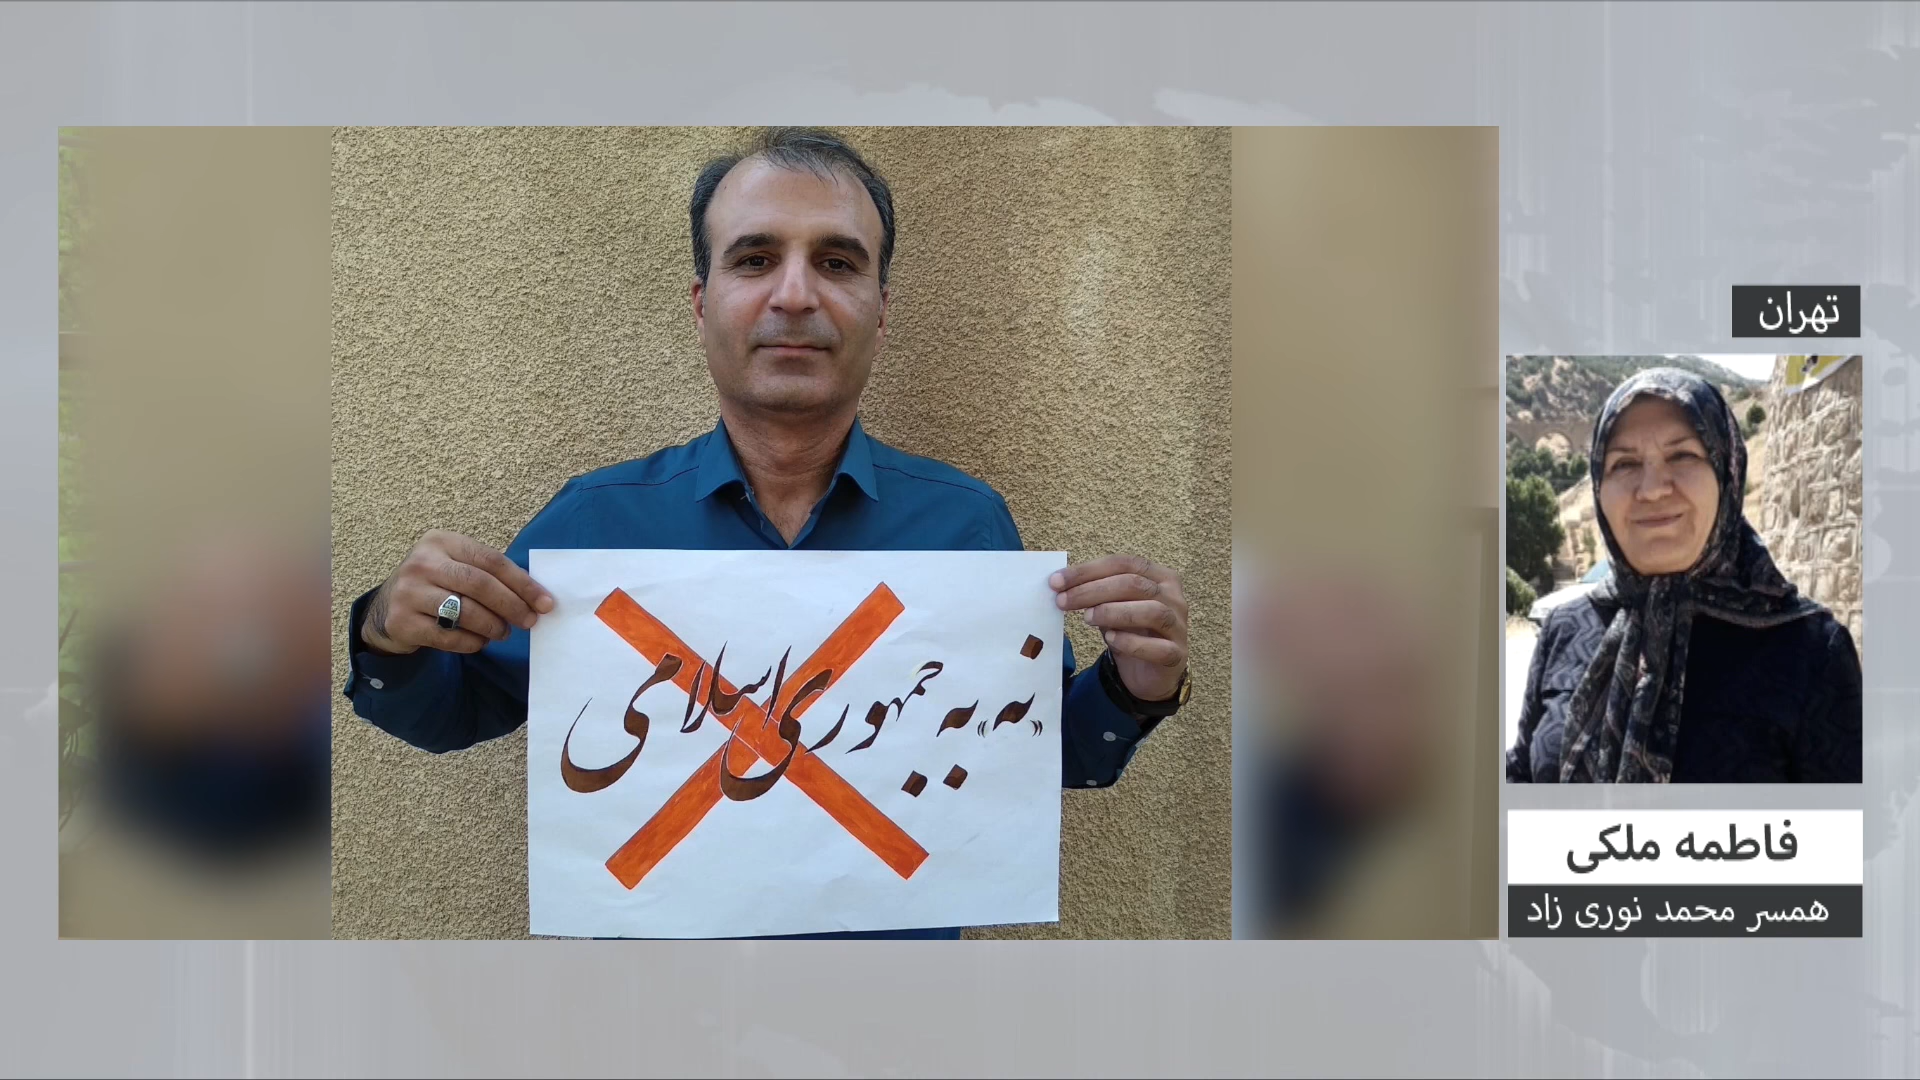 «نه» به جمهوری اسلامی
تهران
فاطمه ملکی
همسر محمد نوری زاد